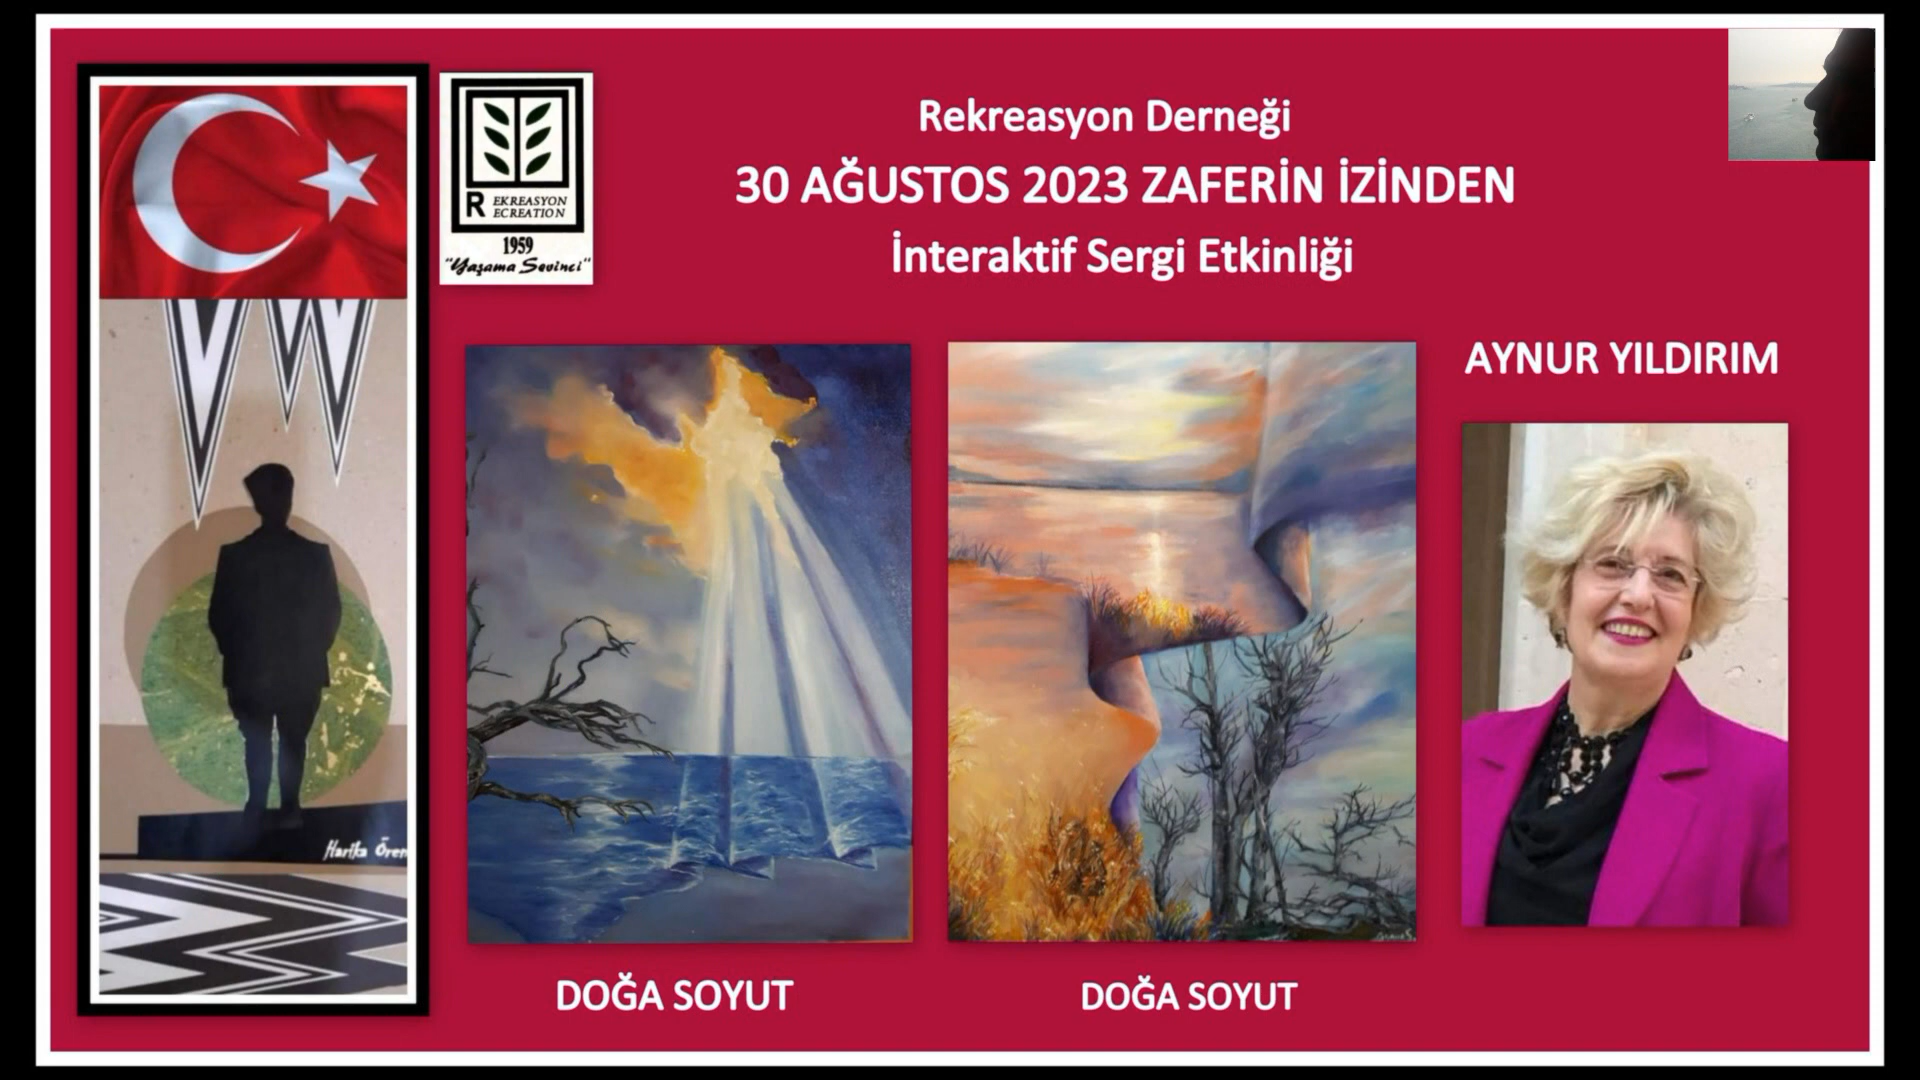 Rekreasyon Derneği
30 AĞUSTOS 2023 ZAFERİN İZİNDEN
İnteraktif Sergi Etkinliği
REKREASYON
RECREATION
1959
"Yaşama Sevinci"
AYNUR YILDIRIM
Harika Ören
DOĞA SOYUT
DOĞA SOYUT